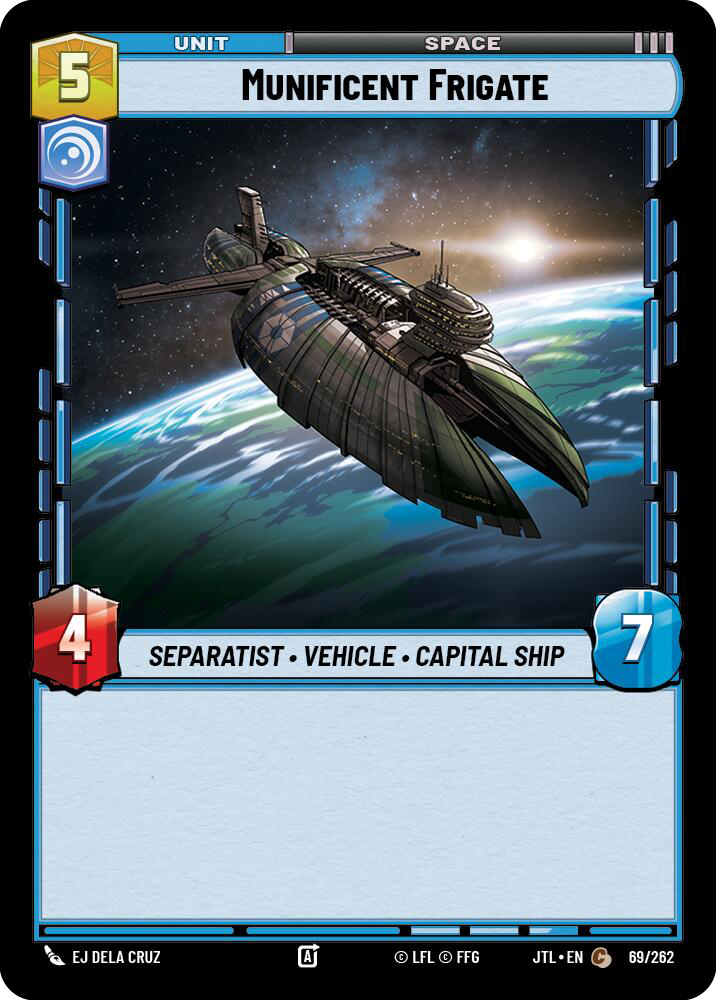 UNIT SPACE
5 MUNIFICENT FRIGATE
4 SEPARATIST • VEHICLE • CAPITAL SHIP 7
EJ DELA CRUZ A © LFL © FFG JTL • EN C 69/262